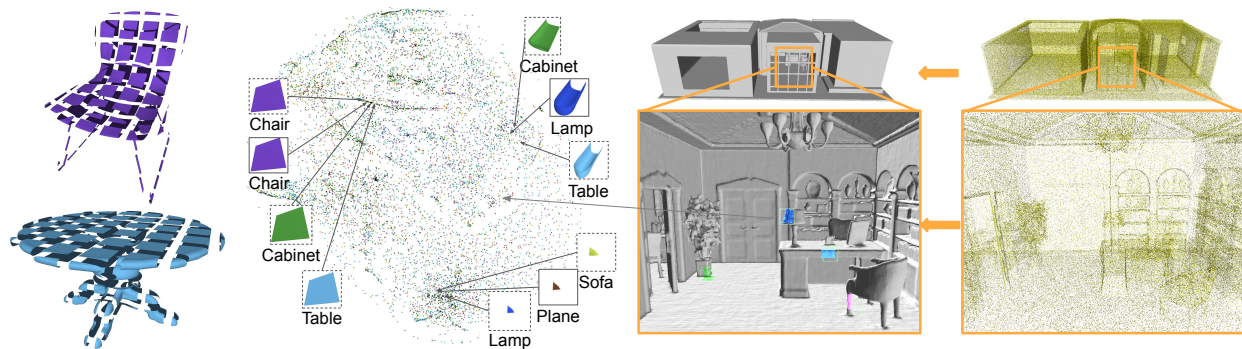 Cabinet
Lamp
Table
Chair
Chair
Cabinet
Table
Sofa
Plane
Lamp